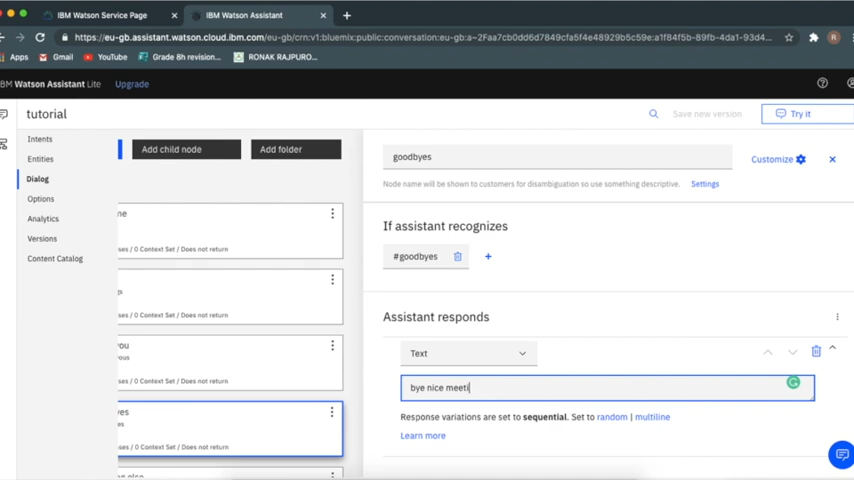 IBM Watson Service Page
IBM Watson Assistant
https://eu-gb.assistant.watson.cloud.ibm.com/eu-gb/crn:v1:bluemix:public:conversation:eu-gb:a~2Faa7cb0dd6d7849cfa5f4e48929b5c59e:a1f84f5b-89fb-4da1-93d4...
R
Apps
Gmail
YouTube
Grade 8h revision...
RONAK RAJPURO...
IBM Watson Assistant Lite
Upgrade
tutorial
Save new version
Try it
Intents
Entities
Dialog
Options
Analytics
Versions
Content Catalog
Add child node
Add folder
me
ses / 0 Context Set / Does not return
gs
ses / 0 Context Set / Does not return
you
yous
ses / 0 Context Set / Does not return
yes
es
ses / 0 Context Set / Does not return
goodbyes
Customize
Node name will be shown to customers for disambiguation so use something descriptive.
Settings
If assistant recognizes
#goodbyes
Assistant responds
Text
bye nice meeti
Response variations are set to sequential. Set to random | multiline
Learn more